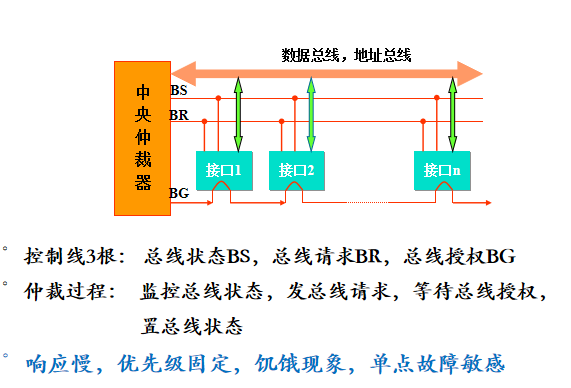 数据总线，地址总线
中央仲裁器
BS
BR
接口1
接口2
接口n
BG
控制线3根： 总线状态BS，总线请求BR，总线授权BG
仲裁过程： 监控总线状态，发总线请求，等待总线授权，
置总线状态
响应慢，优先级固定，饥饿现象，单点故障敏感